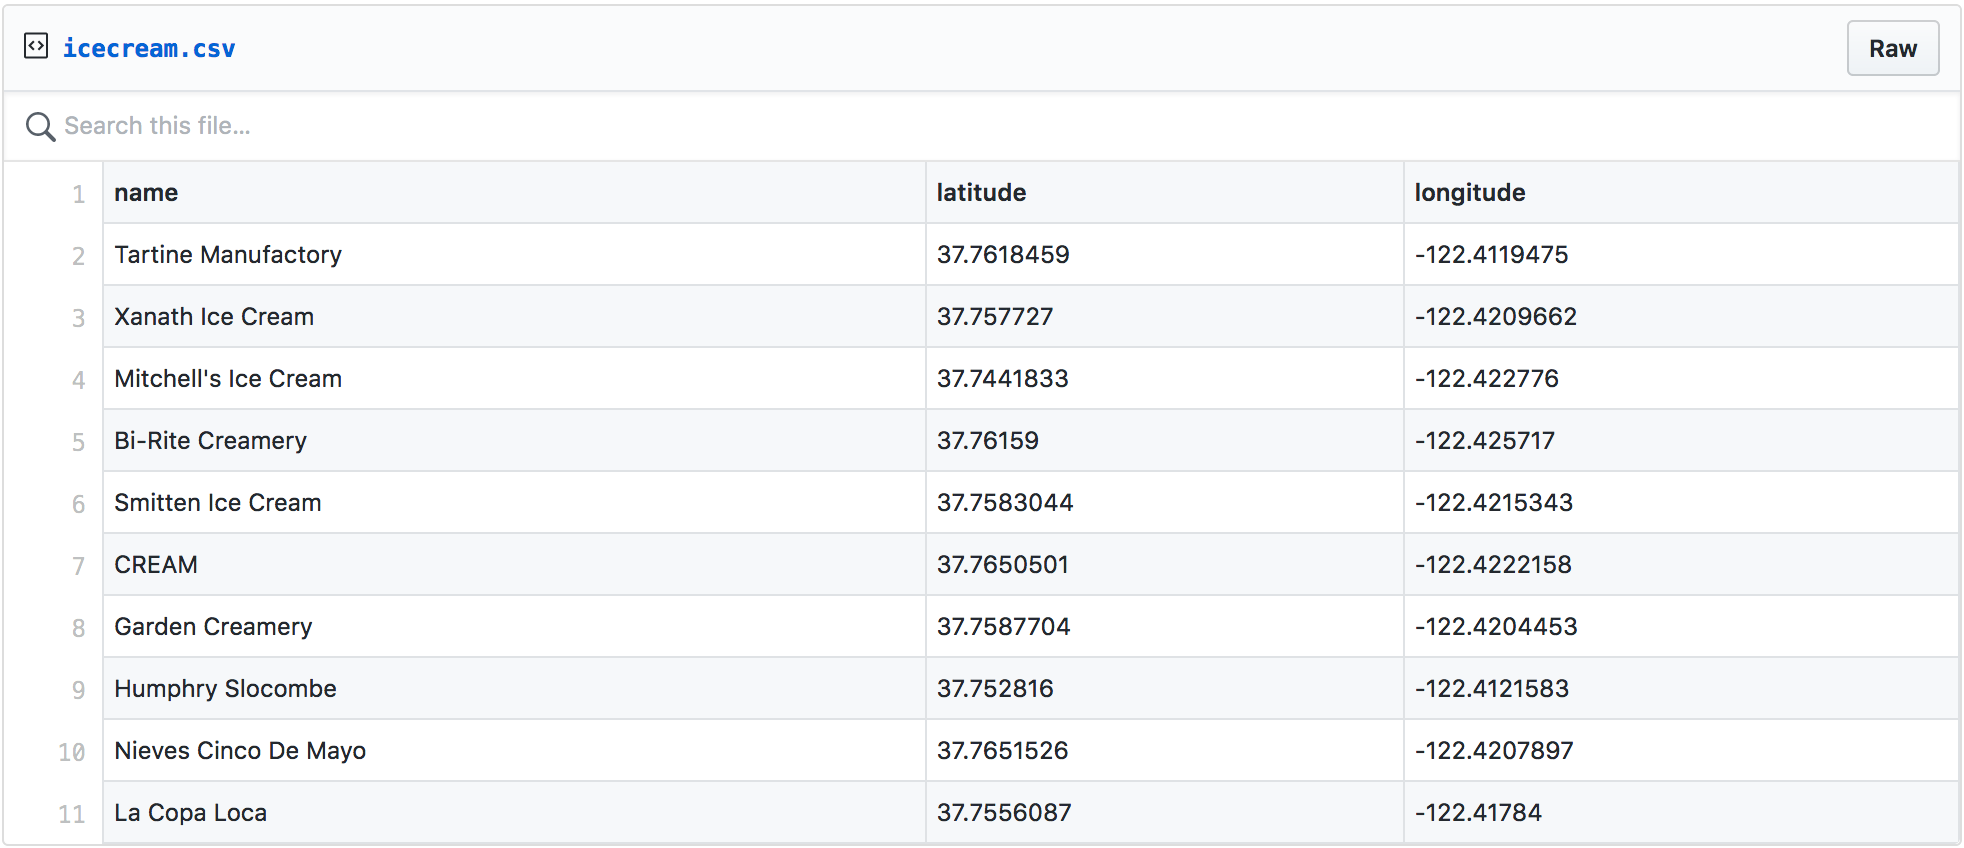 icecream.csv Raw
Search this file...
1 name latitude longitude
2 Tartine Manufactory 37.7618459 -122.4119475
3 Xanath Ice Cream 37.757727 -122.4209662
4 Mitchell's Ice Cream 37.7441833 -122.422776
5 Bi-Rite Creamery 37.76159 -122.425717
6 Smitten Ice Cream 37.7583044 -122.4215343
7 CREAM 37.7650501 -122.4222158
8 Garden Creamery 37.7587704 -122.4204453
9 Humphry Slocombe 37.752816 -122.4121583
10 Nieves Cinco De Mayo 37.7651526 -122.4207897
11 La Copa Loca 37.7556087 -122.41784